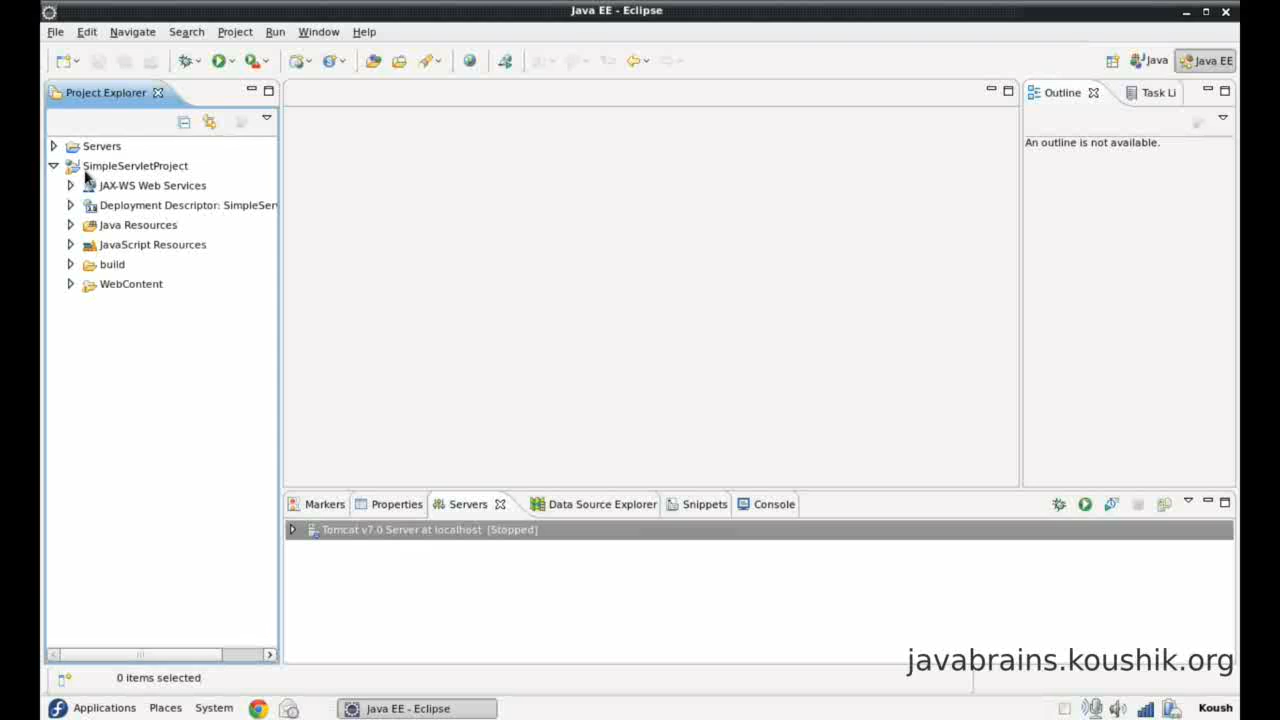 Java EE - Eclipse
File Edit Navigate Search Project Run Window Help
Java Java EE
Project Explorer
Outline Task Li
Servers
An outline is not available.
SimpleServletProject
JAX-WS Web Services
Deployment Descriptor: SimpleSer
Java Resources
JavaScript Resources
build
WebContent
Markers Properties Servers Data Source Explorer Snippets Console
Tomcat v7.0 Server at localhost [Stopped]
javabrains.koushik.org
0 items selected
Applications Places System Java EE - Eclipse Koush